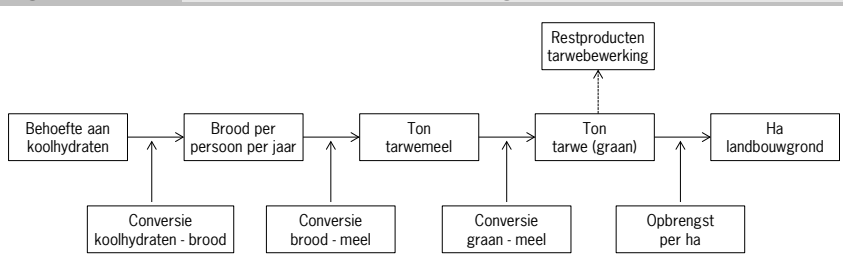 Restproducten
tarwebewerking
Behoefte aan
koolhydraten
Brood per
persoon per jaar
Ton
tarwemeel
Ton
tarwe (graan)
Ha
landbouwgrond
Conversie
koolhydraten - brood
Conversie
brood - meel
Conversie
graan - meel
Opbrengst
per ha